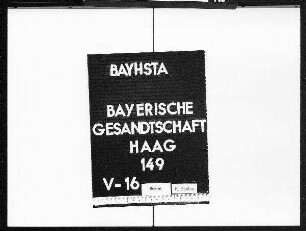 BAYHSTA
BAYERISCHE
GESANDTSCHAFT
HAAG
149
V-16